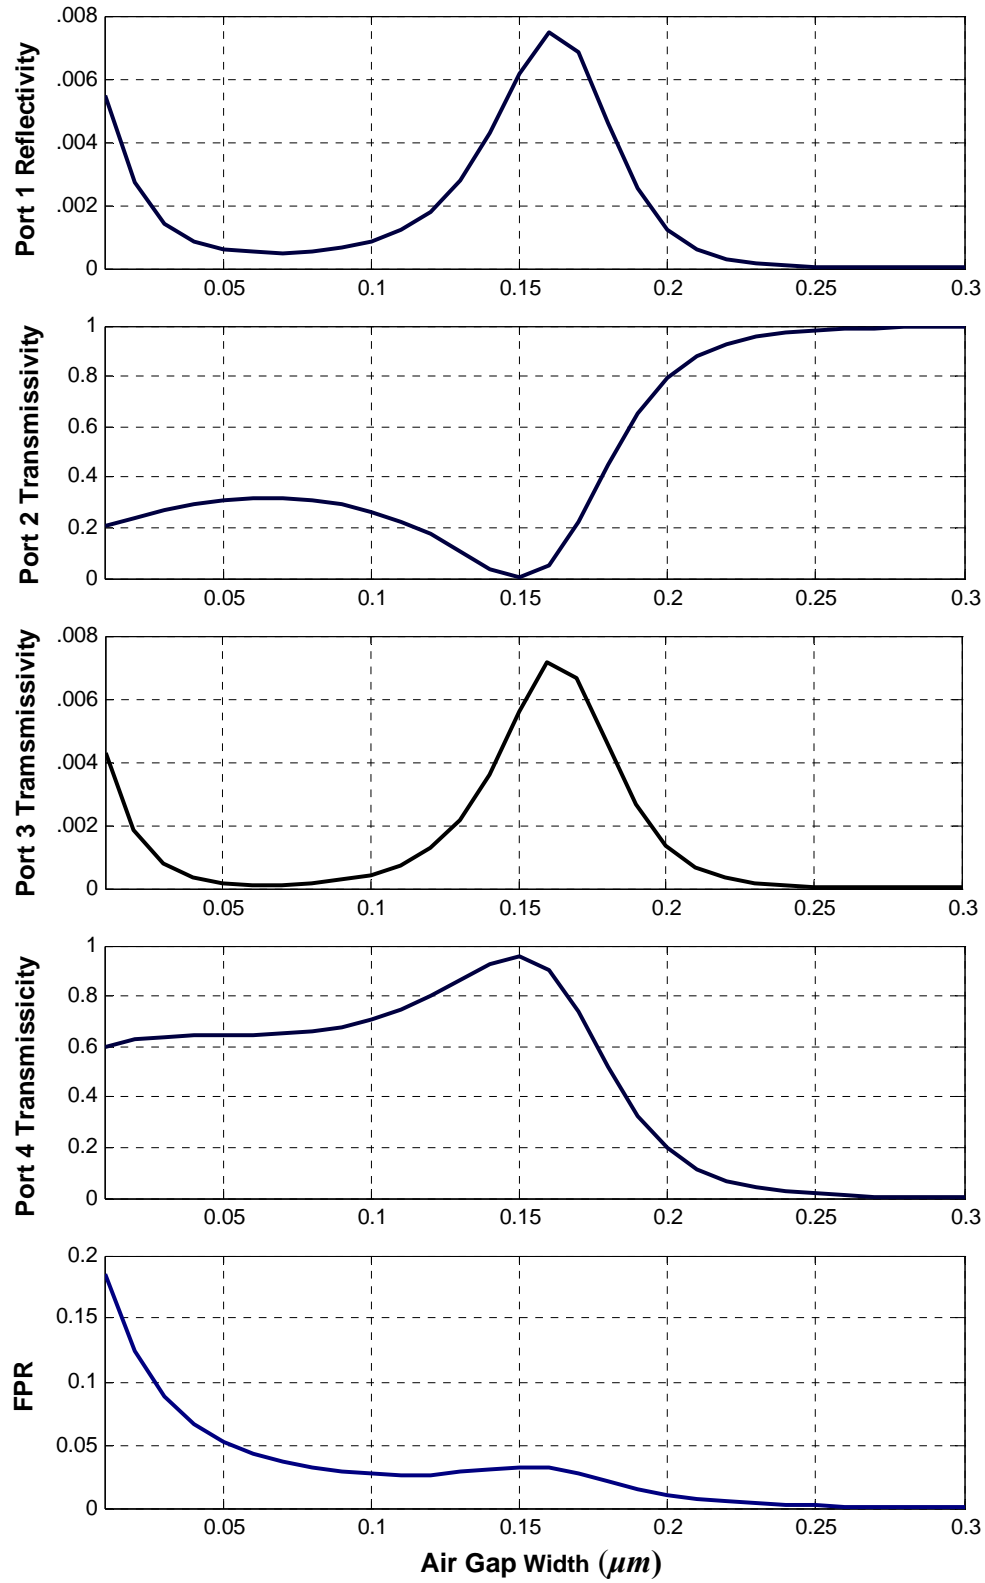 .008
.006
.004
.002
0
Port 1 Reflectivity
0.05 0.1 0.15 0.2 0.25 0.3
1
0.8
0.6
0.4
0.2
0
Port 2 Transmissivity
0.05 0.1 0.15 0.2 0.25 0.3
.008
.006
.004
.002
0
Port 3 Tramsmissivity
0.05 0.1 0.15 0.2 0.25 0.3
1
0.8
0.6
0.4
0.2
0
Port 4 Transmissicity
0.05 0.1 0.15 0.2 0.25 0.3
0.2
0.15
0.1
0.05
0
FPR
0.05 0.1 0.15 0.2 0.25 0.3
Air Gap Width (μm)